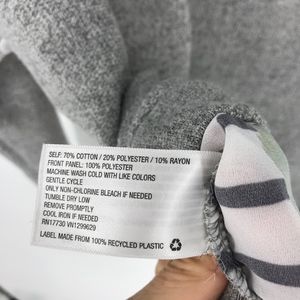 SELF: 70% COTTON / 20% POLYESTER / 10% RAYON
FRONT PANEL: 100% POLYESTER
MACHINE WASH COLD WITH LIKE COLORS
GENTLE CYCLE
ONLY NON-CHLORINE BLEACH IF NEEDED
TUMBLE DRY LOW
REMOVE PROMPTLY
COOL IRON IF NEEDED
RN17730 VN1299629
LABEL MADE FROM 100% RECYCLED PLASTIC